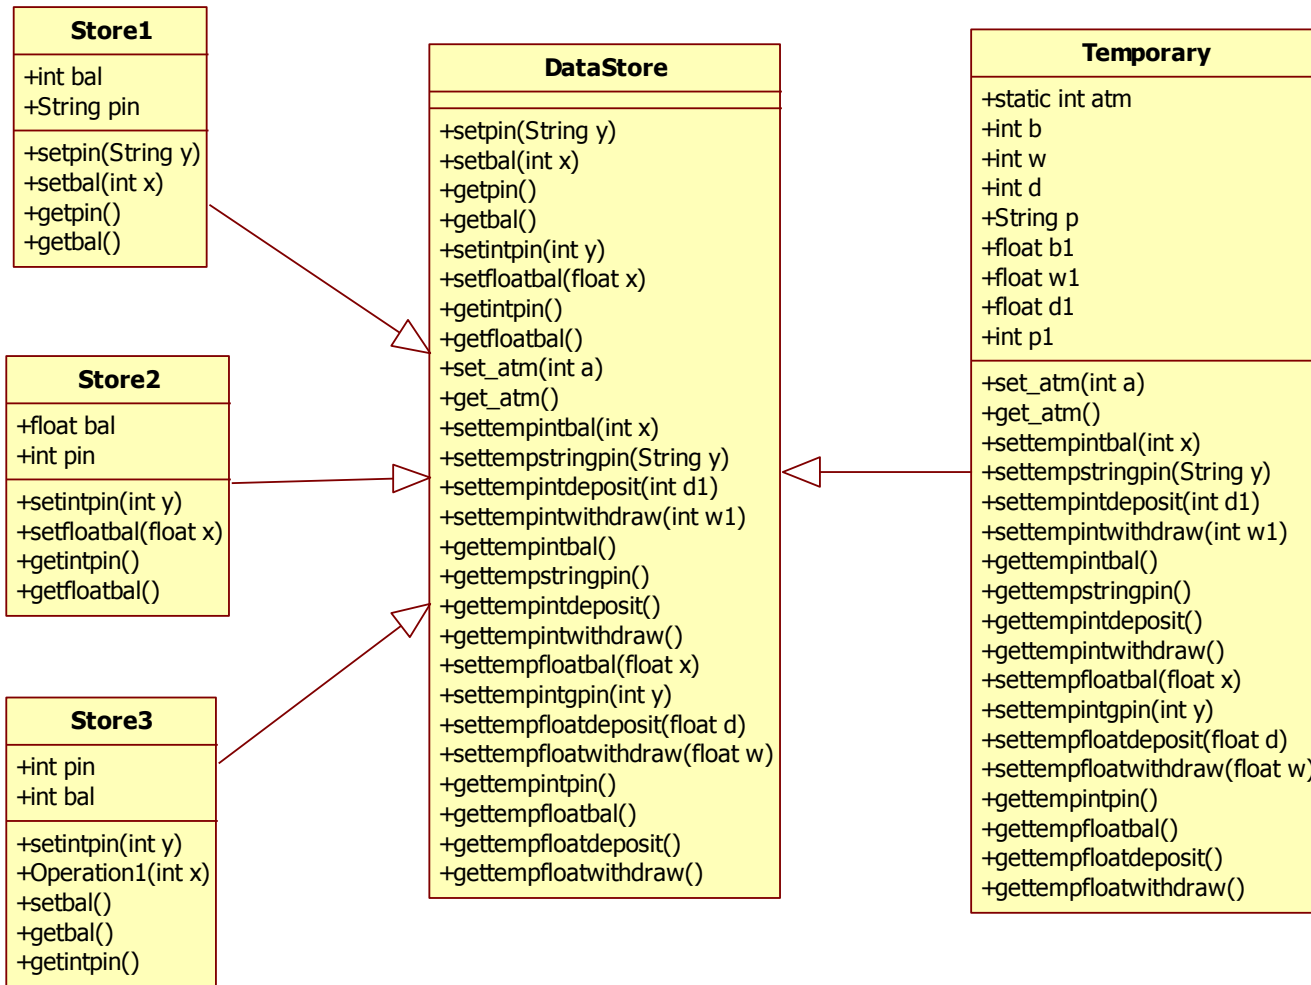 Store1
+int bal
+String pin
+setpin(String y)
+setbal(int x)
+getpin()
+getbal()
Store2
+float bal
+int pin
+setintpin(int y)
+setfloatbal(float x)
+getintpin()
+getfloatbal()
Store3
+int pin
+int bal
+setintpin(int y)
+Operation1(int x)
+setbal()
+getbal()
+getintpin()
DataStore
+setpin(String y)
+setbal(int x)
+getpin()
+getbal()
+setintpin(int y)
+setfloatbal(float x)
+getintpin()
+getfloatbal()
+set_atm(int a)
+get_atm()
+settempintbal(int x)
+settempstringpin(String y)
+settempintdeposit(int d1)
+settempintwithdraw(int w1)
+gettempintbal()
+gettempstringpin()
+gettempintdeposit()
+gettempintwithdraw()
+settempfloatbal(float x)
+settempintgpin(int y)
+settempfloatdeposit(float d)
+settempfloatwithdraw(float w)
+gettempintpin()
+gettempfloatbal()
+gettempfloatdeposit()
+gettempfloatwithdraw()
Temporary
+static int atm
+int b
+int w
+int d
+String p
+float b1
+float w1
+float d1
+int p1
+set_atm(int a)
+get_atm()
+settempintbal(int x)
+settempstringpin(String y)
+settempintdeposit(int d1)
+settempintwithdraw(int w1)
+gettempintbal()
+gettempstringpin()
+gettempintdeposit()
+gettempintwithdraw()
+settempfloatbal(float x)
+settempintgpin(int y)
+settempfloatdeposit(float d)
+settempfloatwithdraw(float w)
+gettempintpin()
+gettempfloatbal()
+gettempfloatdeposit()
+gettempfloatwithdraw()